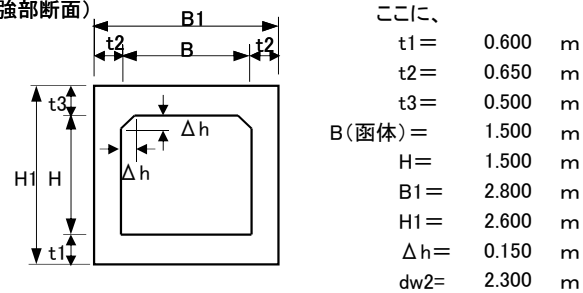 強部断面)
B1
t2
B
t2
t3
Δh
Δh
H1
H
t1
ここに、
t1= 0.600 m
t2= 0.650 m
t3= 0.500 m
B(函体)= 1.500 m
H= 1.500 m
B1= 2.800 m
H1= 2.600 m
Δh= 0.150 m
dw2= 2.300 m